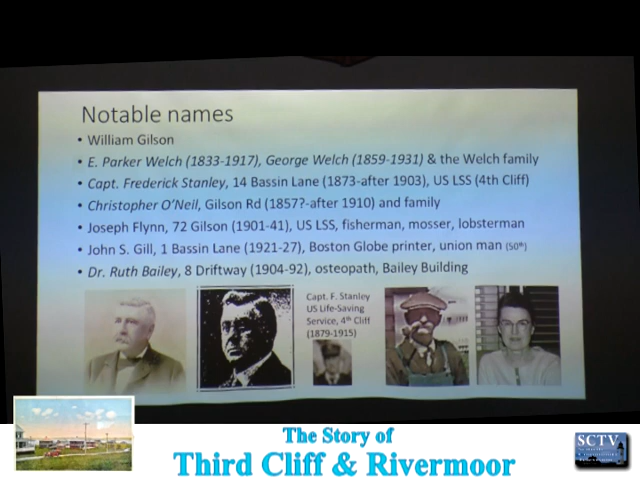 Notable names
• William Gilson
• E. Parker Welch (1833-1917), George Welch (1859-1931) & the Welch family
• Capt. Frederick Stanley, 14 Bassin Lane (1873-after 1903), US LSS (4th Cliff)
• Christopher O'Neil, Gilson Rd (1857?-after 1910) and family
• Joseph Flynn, 72 Gilson (1901-41), US LSS, fisherman, mosser, lobsterman
• John S. Gill, 1 Bassin Lane (1921-27), Boston Globe printer, union man (50th)
• Dr. Ruth Bailey, 8 Driftway (1904-92), osteopath, Bailey Building
Capt. F. Stanley
US Life-Saving
Service, 4th Cliff
(1879-1915)
The Story of
Third Cliff & Rivermoor
SCTV